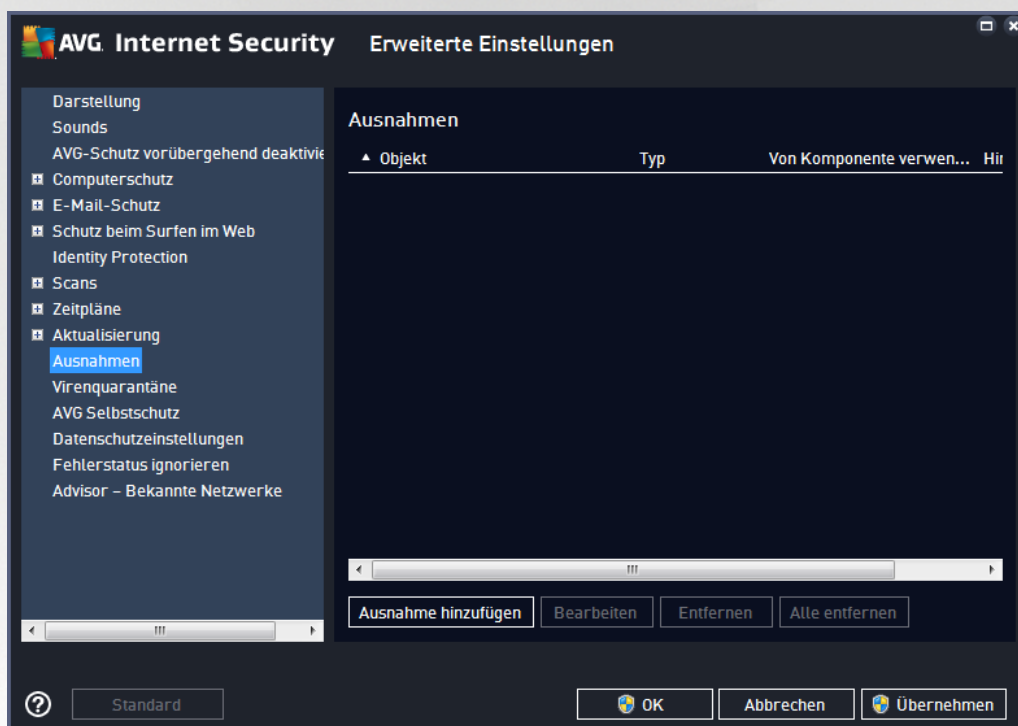 AVG. Internet Security Erweiterte Einstellungen
Darstellung
Sounds
AVG-Schutz vorübergehend deaktivie
Computerschutz
E-Mail-Schutz
Schutz beim Surfen im Web
Identity Protection
Scans
Zeitpläne
Aktualisierung
Ausnahmen
Virenquarantäne
AVG Selbstschutz
Datenschutzeinstellungen
Fehlerstatus ignorieren
Advisor – Bekannte Netzwerke
Ausnahmen
Objekt Typ Von Komponente verwen... Hin
Ausnahme hinzufügen Bearbeiten Entfernen Alle entfernen
Standard OK Abbrechen Übernehmen